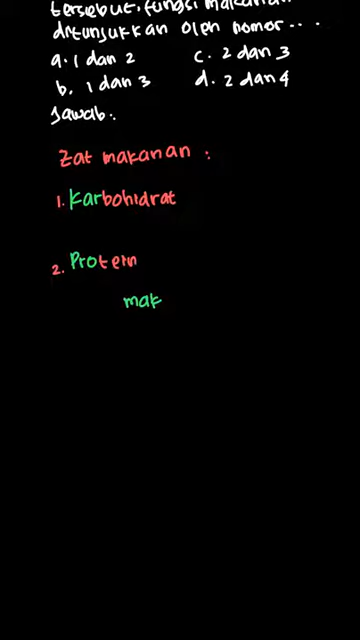 tersebut. fungsi makanan
ditunjukkan oleh nomor ....
a. 1 dan 2 c. 2 dan 3
b. 1 dan 3 d. 2 dan 4
Jawab :
Zat makanan :
1. Karbohidrat
2. Protein
mak